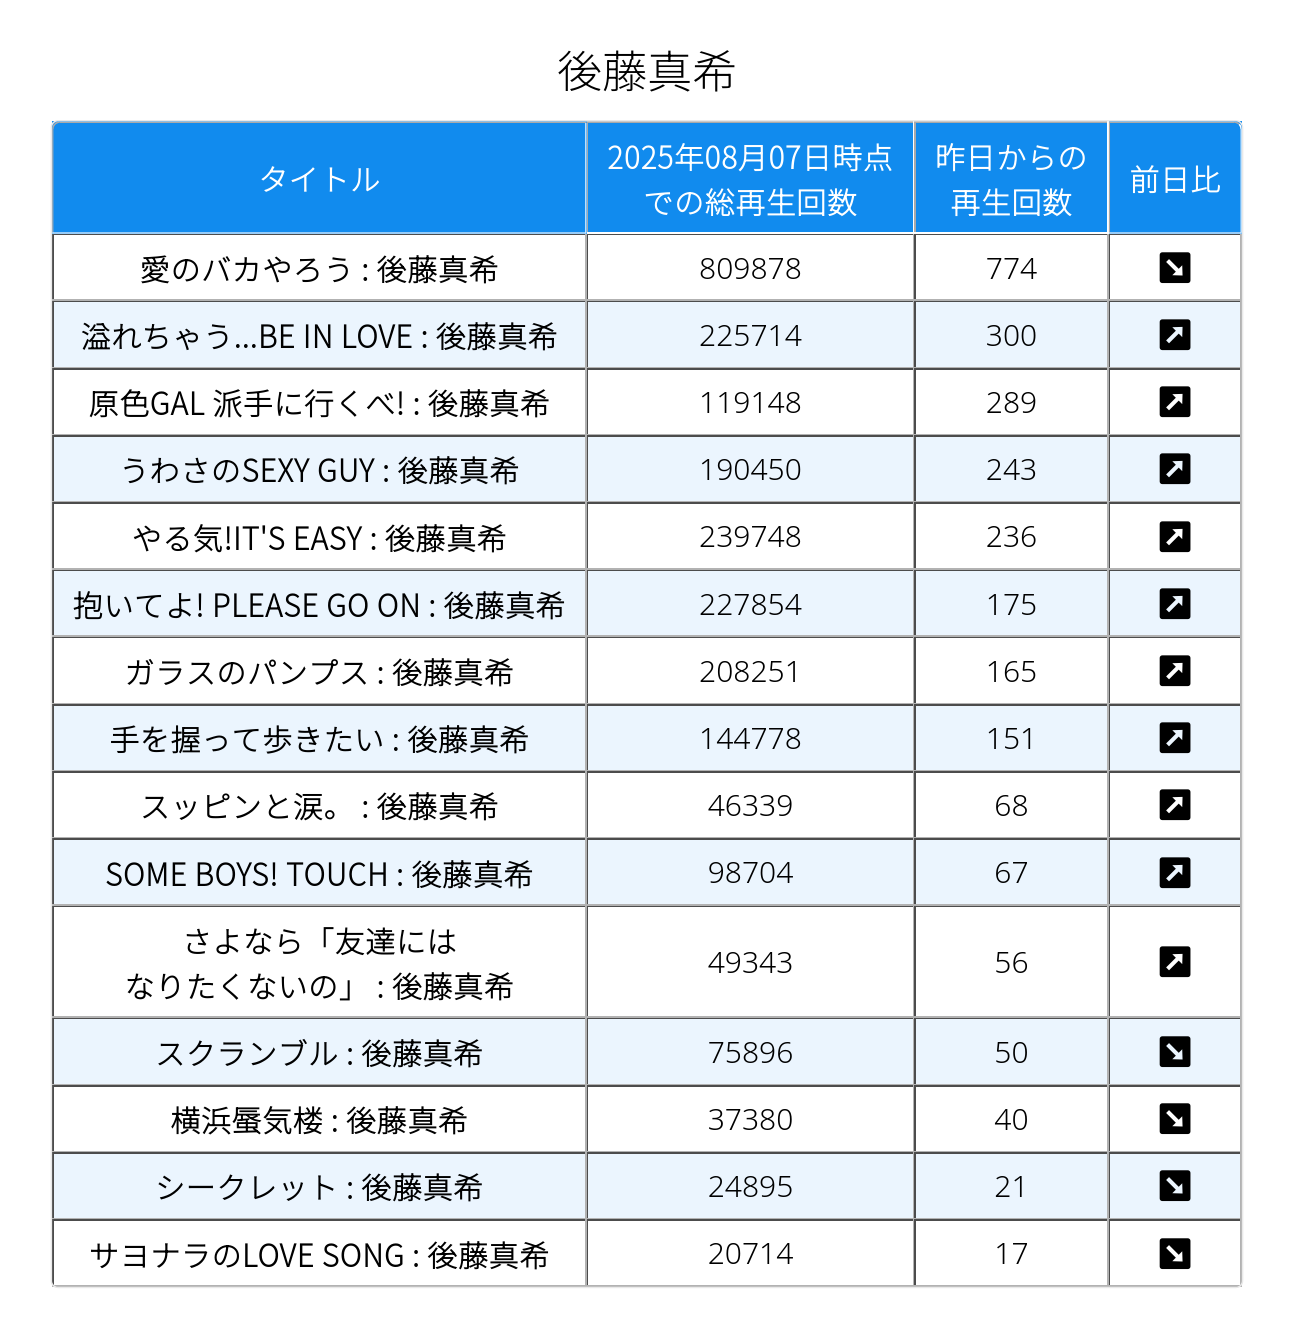 後藤真希
タイトル
2025年08月07日時点
での総再生回数
昨日からの
再生回数
前日比
愛のバカやろう : 後藤真希 809878 774 ↘
溢れちゃう...BE IN LOVE : 後藤真希 225714 300 ↗
原色GAL 派手に行くべ! : 後藤真希 119148 289 ↗
うわさのSEXY GUY : 後藤真希 190450 243 ↗
やる気!IT'S EASY : 後藤真希 239748 236 ↗
抱いてよ! PLEASE GO ON : 後藤真希 227854 175 ↗
ガラスのパンプス : 後藤真希 208251 165 ↗
手を握って歩きたい : 後藤真希 144778 151 ↗
スッピンと涙。 : 後藤真希 46339 68 ↗
SOME BOYS! TOUCH : 後藤真希 98704 67 ↗
さよなら「友達には
なりたくないの」 : 後藤真希 49343 56 ↗
スクランブル : 後藤真希 75896 50 ↘
横浜蜃気楼 : 後藤真希 37380 40 ↘
シークレット : 後藤真希 24895 21 ↘
サヨナラのLOVE SONG : 後藤真希 20714 17 ↘